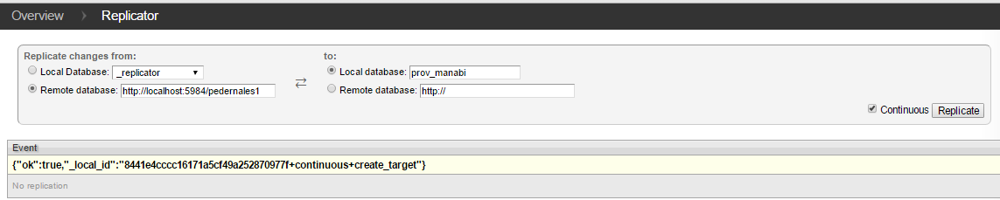 Overview > Replicator
Replicate changes from: to:
Local Database: _replicator Local database: prov_manabi
Remote database: http://localhost:5984/pedernales1 Remote database: http://
Continuous Replicate
Event
{"ok":true,"_local_id":"8441e4cccc16171a5cf49a252870977f+continuous+create_target"}
No replication